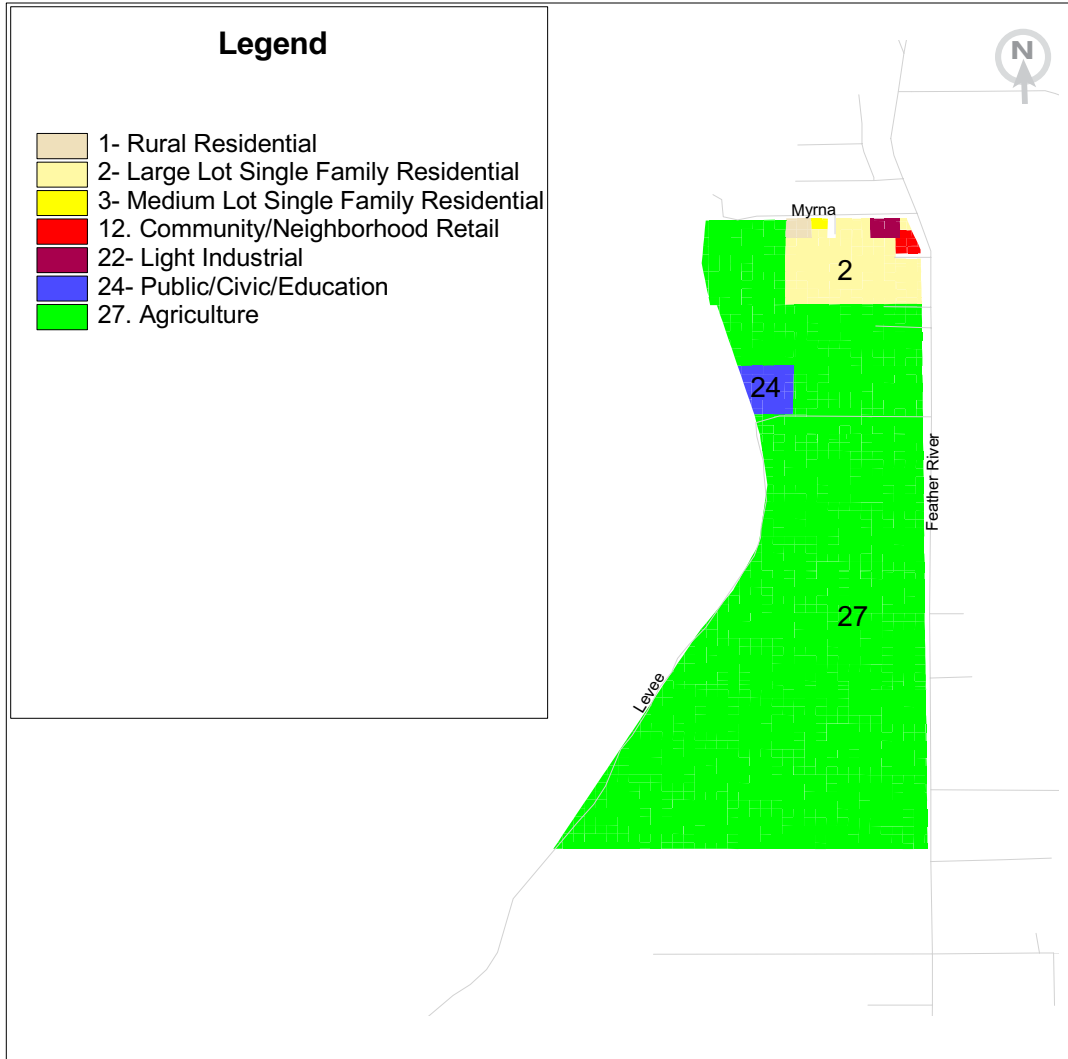 Legend
N
1- Rural Residential
2- Large Lot Single Family Residential
3- Medium Lot Single Family Residential
12. Community/Neighborhood Retail
22- Light Industrial
24- Public/Civic/Education
27. Agriculture
Myrna
2
24
Feather River
27
Levee